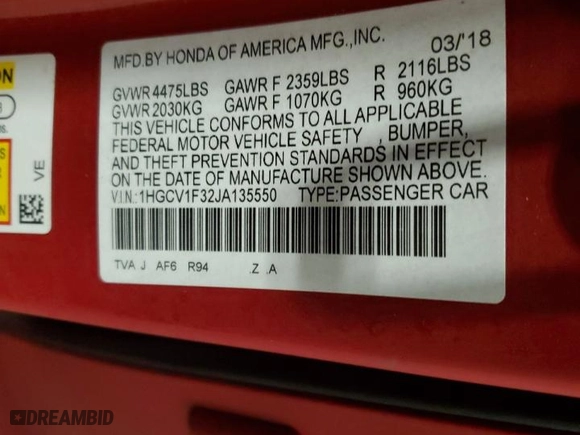 MFD.BY HONDA OF AMERICA MFG.,INC. 03/'18
GVWR 4475LBS GAWR F 2359LBS R 2116LBS
GVWR 2030KG GAWR F 1070KG R 960KG
THIS VEHICLE CONFORMS TO ALL APPLICABLE
FEDERAL MOTOR VEHICLE SAFETY , BUMPER,
AND THEFT PREVENTION STANDARDS IN EFFECT
ON THE DATE OF MANUFACTURE SHOWN ABOVE.
V.I.N.:1HGCV1F32JA135550 TYPE:PASSENGER CAR
TVA J AF6 R94 .Z .A
VE
DREAMBID